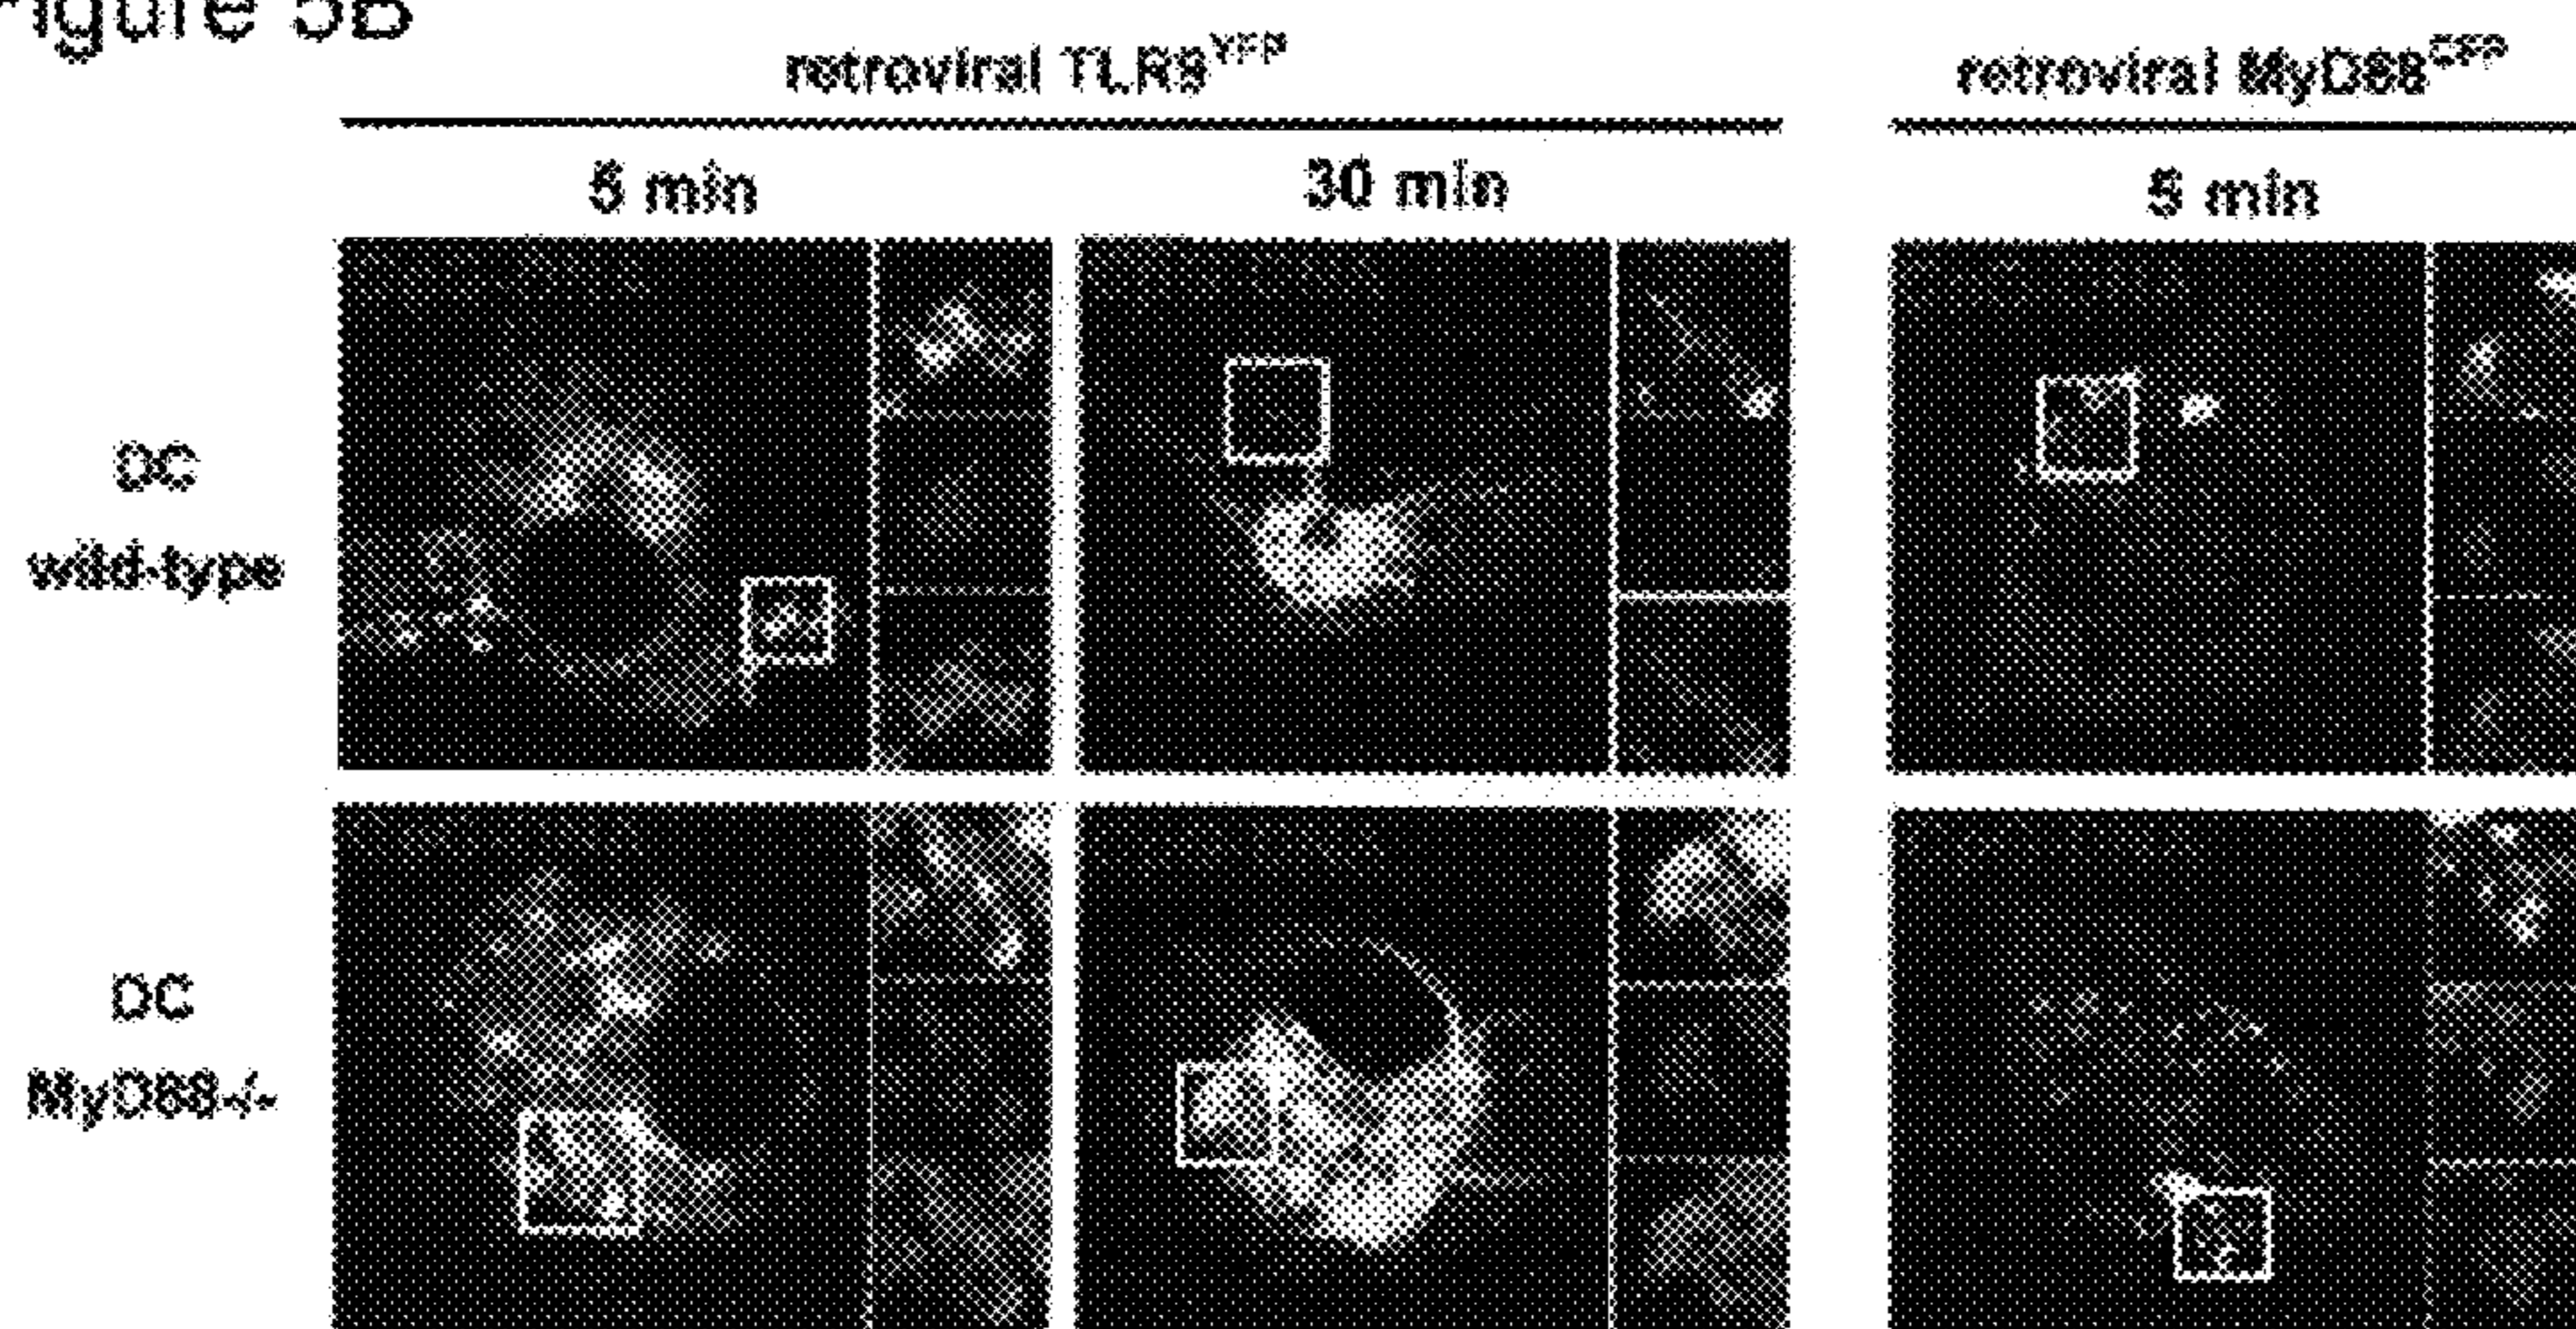 Figure 5B
retroviral TLR9YFP
retroviral MyD88CFP
5 min
30 min
5 min
DC
wild-type
DC
MyD88-/-